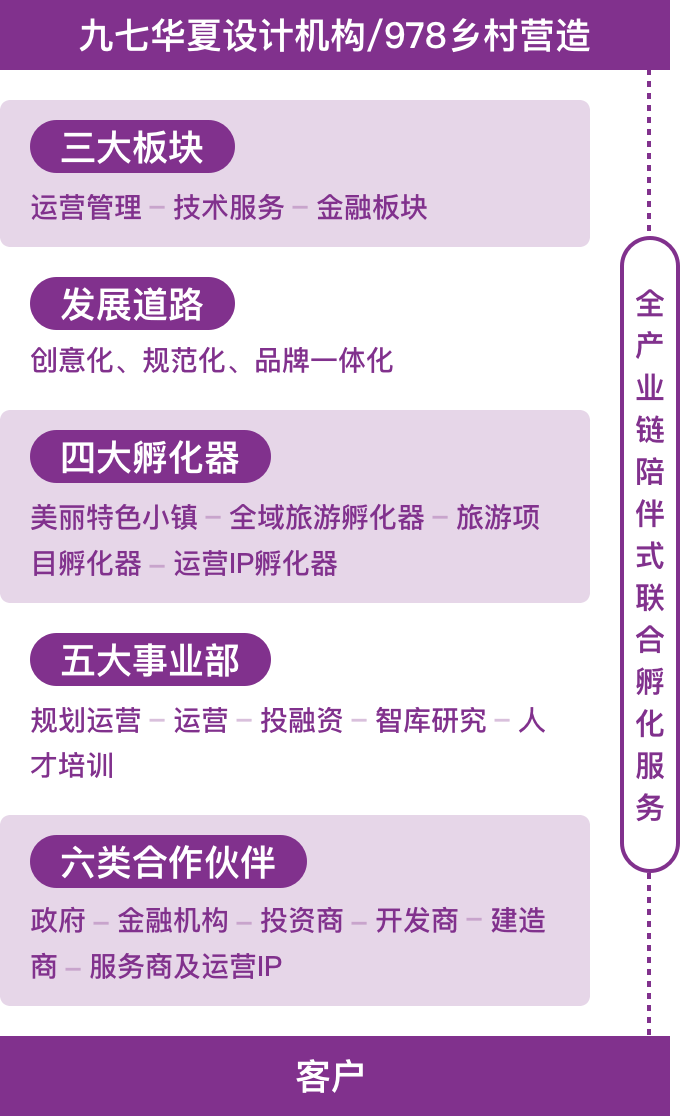 九七华夏设计机构/978乡村营造
三大板块
运营管理 – 技术服务 – 金融板块
发展道路
创意化、规范化、品牌一体化
四大孵化器
美丽特色小镇 – 全域旅游孵化器 – 旅游项
目孵化器 – 运营IP孵化器
五大事业部
规划运营 – 运营 – 投融资 – 智库研究 – 人
才培训
六类合作伙伴
政府 – 金融机构 – 投资商 – 开发商 – 建造
商 – 服务商及运营IP
全产业链陪伴式联合孵化服务
客户